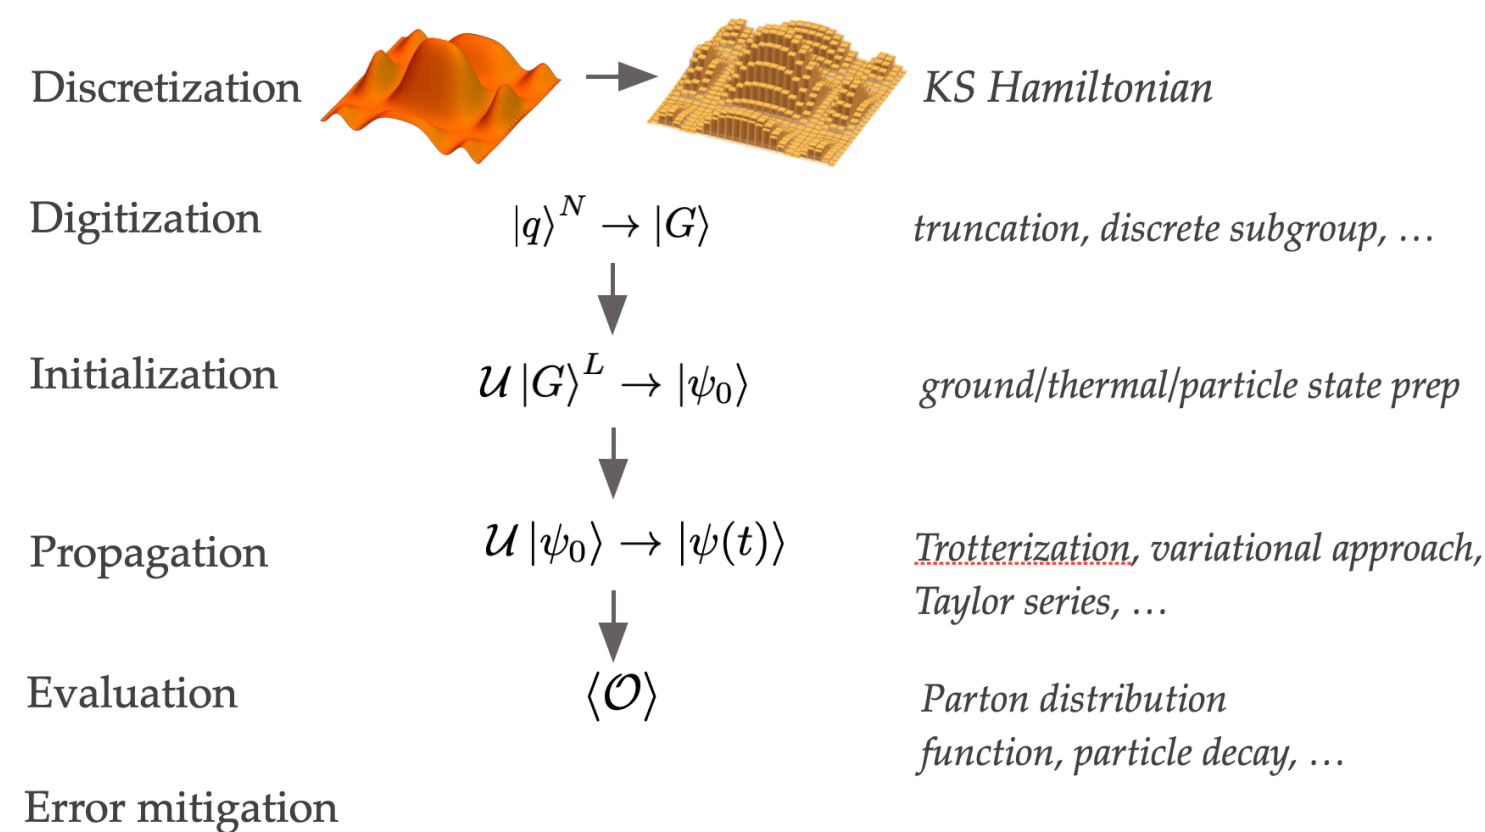 Discretization KS Hamiltonian
Digitization |q⟩^N → |G⟩ truncation, discrete subgroup, …
Initialization 𝒰|G⟩^L → |ψ₀⟩ ground/thermal/particle state prep
Propagation 𝒰|ψ₀⟩ → |ψ(t)⟩ Trotterization, variational approach,
Taylor series, …
Evaluation ⟨𝒪⟩ Parton distribution
function, particle decay, …
Error mitigation